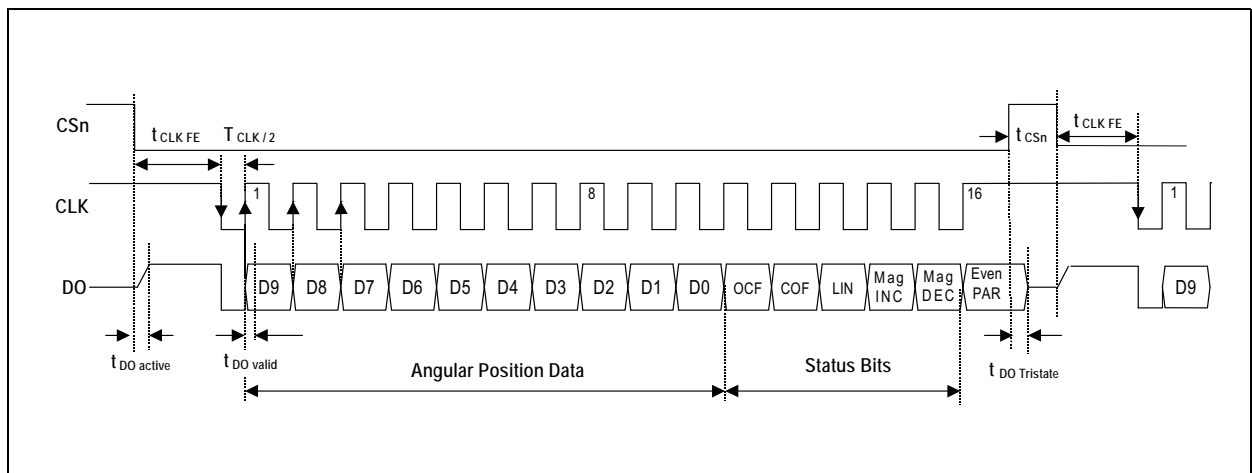 CSn
t CLK FE
T CLK / 2
t CSn
t CLK FE
CLK
1
8
16
1
DO
D9
D8
D7
D6
D5
D4
D3
D2
D1
D0
OCF
COF
LIN
Mag
INC
Mag
DEC
Even
PAR
D9
t DO active
t DO valid
Angular Position Data
Status Bits
t DO Tristate